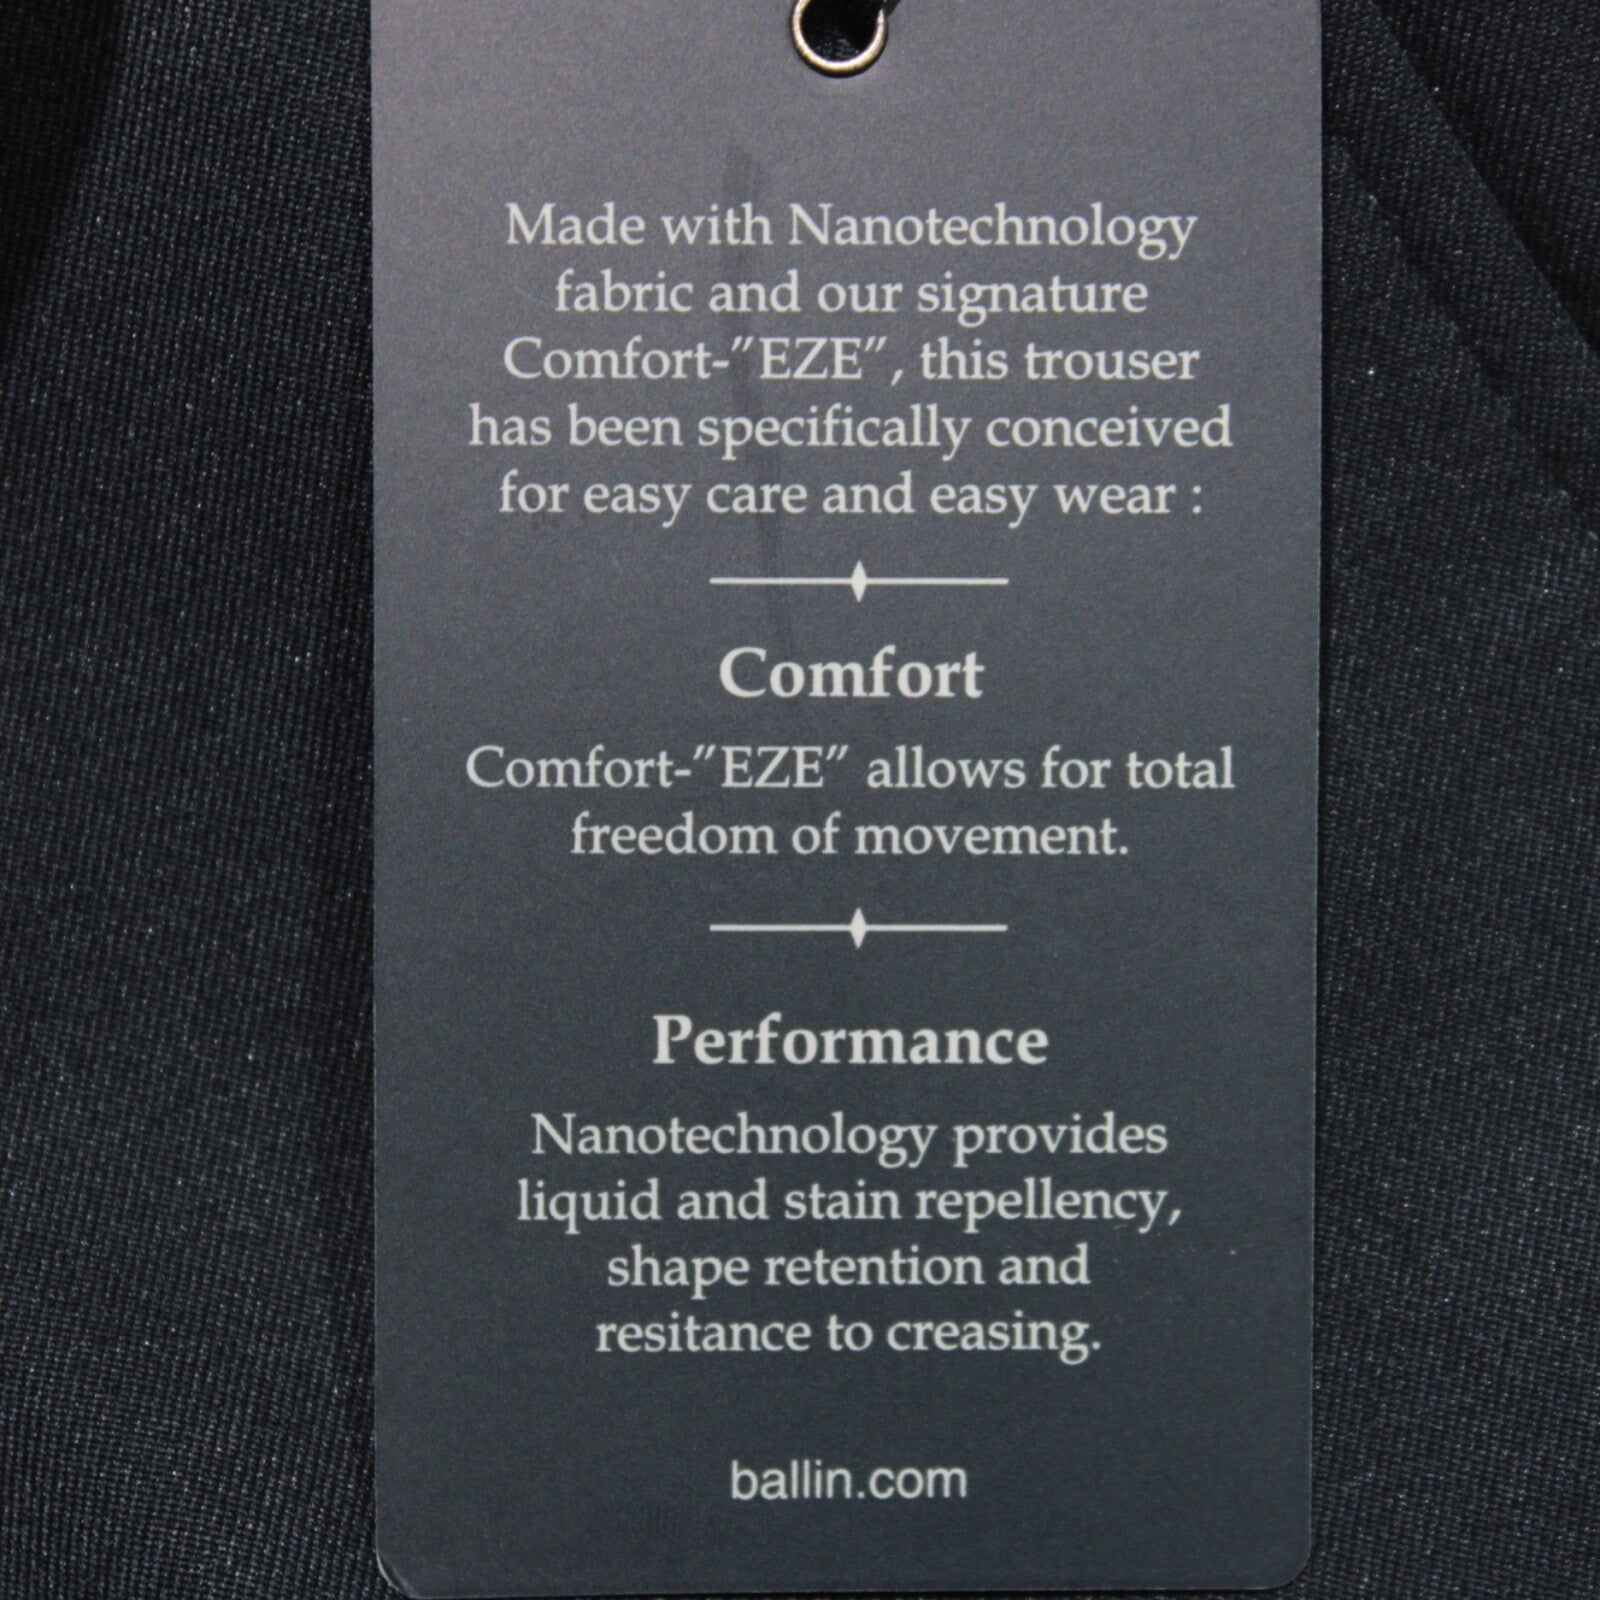 Made with Nanotechnology
fabric and our signature
Comfort-"EZE", this trouser
has been specifically conceived
for easy care and easy wear :
Comfort
Comfort-"EZE" allows for total
freedom of movement.
Performance
Nanotechnology provides
liquid and stain repellency,
shape retention and
resitance to creasing.
ballin.com